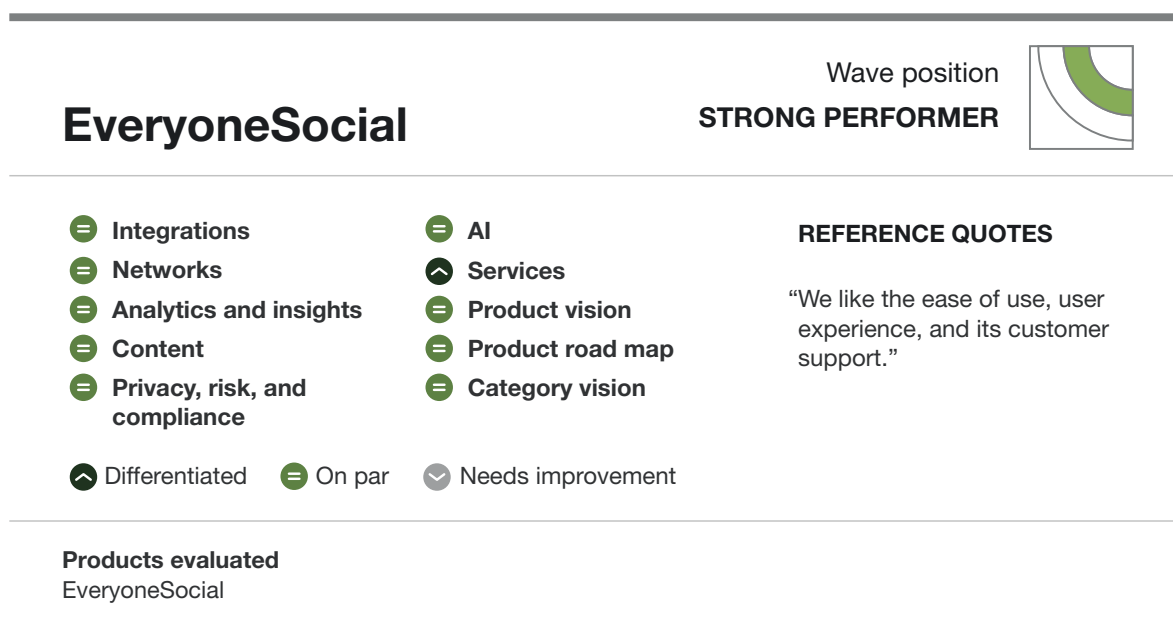 Wave position
EveryoneSocial
STRONG PERFORMER
Integrations
Networks
Analytics and insights
Content
Privacy, risk, and
compliance
AI
Services
Product vision
Product road map
Category vision
REFERENCE QUOTES
“We like the ease of use, user
experience, and its customer
support.”
Differentiated
On par
Needs improvement
Products evaluated
EveryoneSocial